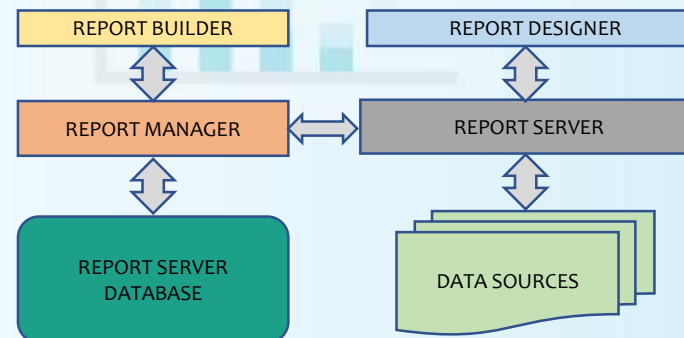 REPORT BUILDER
REPORT DESIGNER
REPORT MANAGER
REPORT SERVER
REPORT SERVER
DATABASE
DATA SOURCES